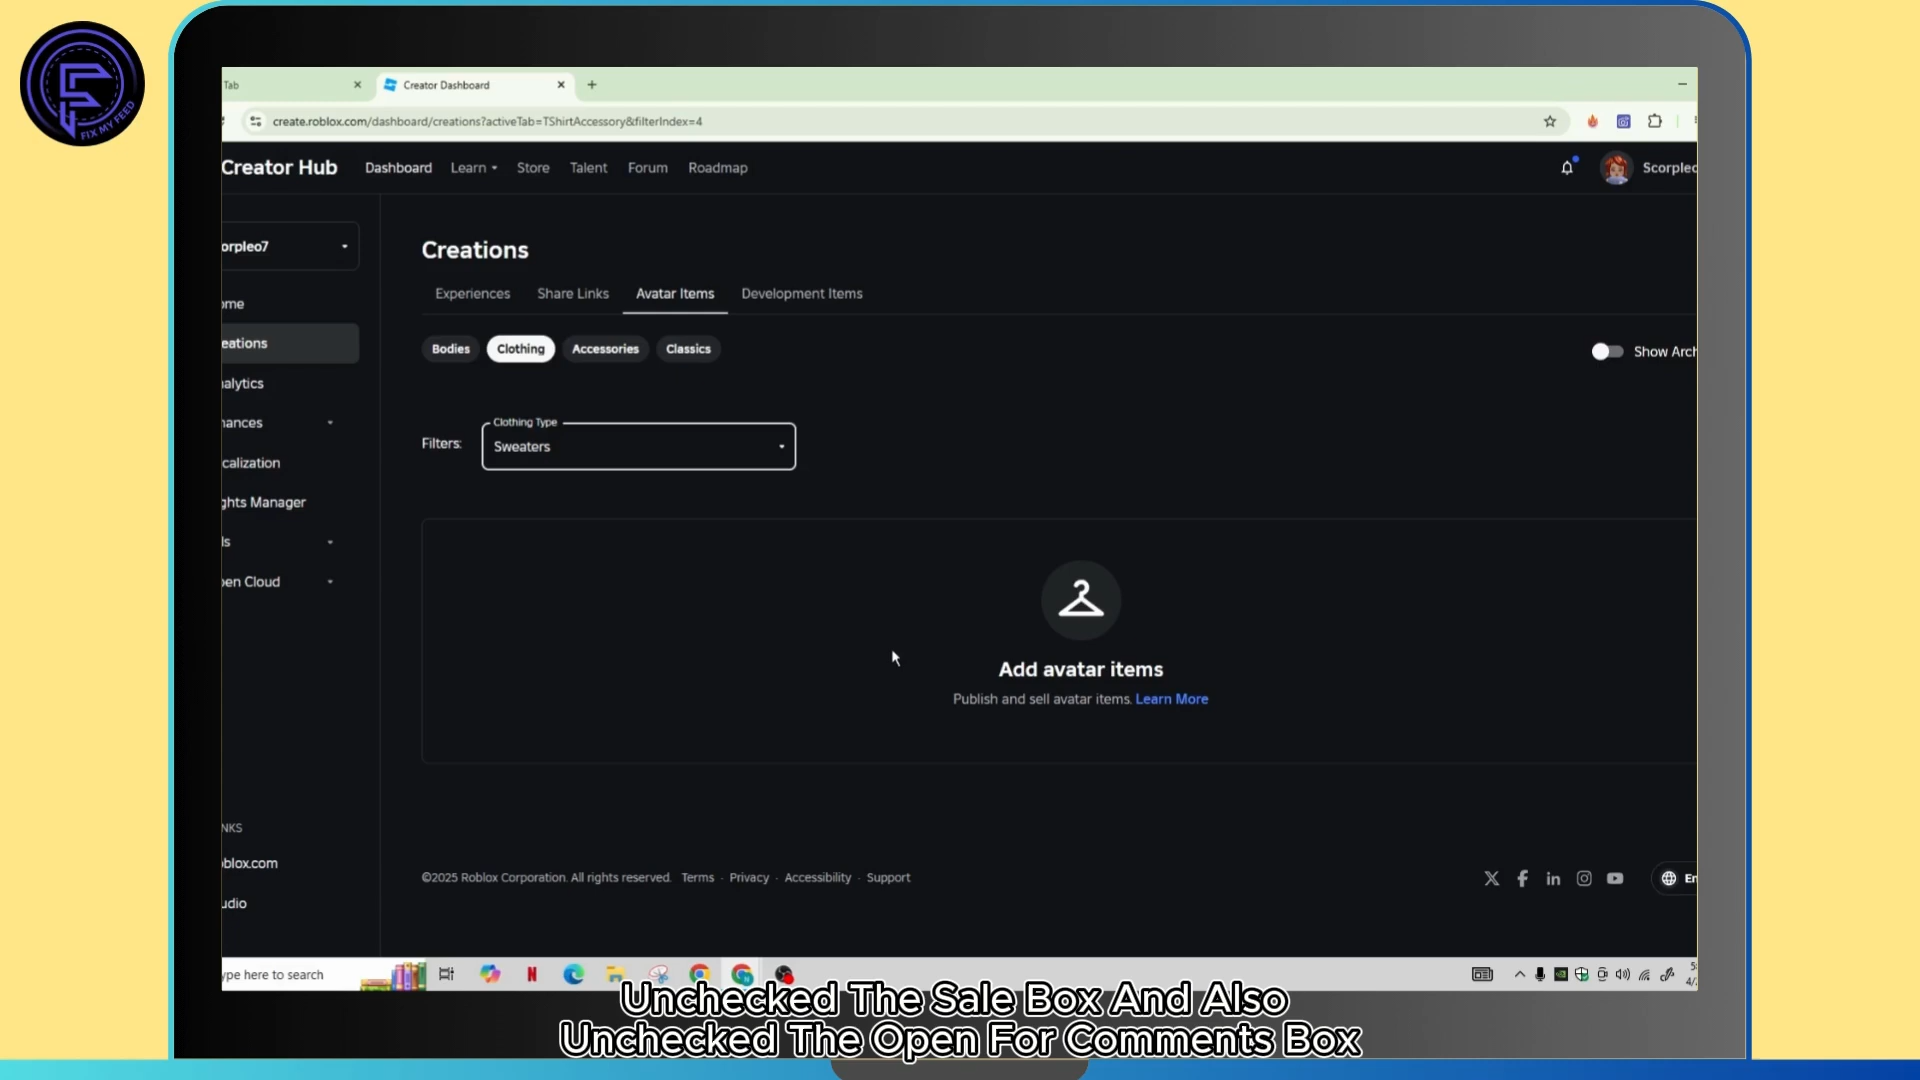 FIX MY FEED
Tab
Creator Dashboard
create.roblox.com/dashboard/creations?activeTab=TShirtAccessory&filterIndex=4
Creator Hub Dashboard Learn Store Talent Forum Roadmap
Scorpleo
orpleo7
Creations
ome
Experiences Share Links Avatar Items Development Items
eations
Bodies Clothing Accessories Classics
Show Arch
alytics
Clothing Type
nances
Filters: Sweaters
calization
ghts Manager
ls
pen Cloud
Add avatar items
Publish and sell avatar items. Learn More
NKS
blox.com
©2025 Roblox Corporation. All rights reserved. Terms · Privacy · Accessibility · Support
En
udio
ype here to search
Unchecked The Sale Box And Also
Unchecked The Open For Comments Box